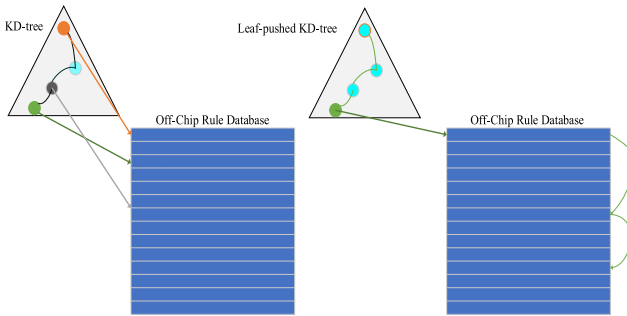 KD-tree
Leaf-pushed KD-tree
Off-Chip Rule Database
Off-Chip Rule Database